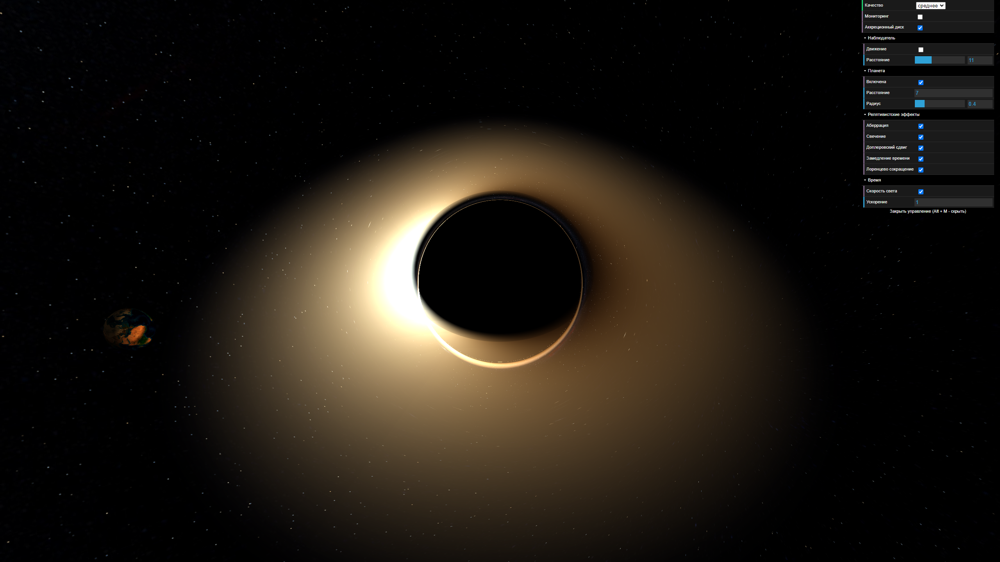 Качество среднее
Мониторинг
Аккреционный диск
Наблюдатель
Движение
Расстояние 11
Планета
Включена
Расстояние 7
Радиус 0.4
Релятивистские эффекты
Аберрация
Свечение
Доплеровский сдвиг
Замедление времени
Лоренцево сокращение
Время
Скорость света
Ускорение 1
Закрыть управление (Alt + M - скрыть)